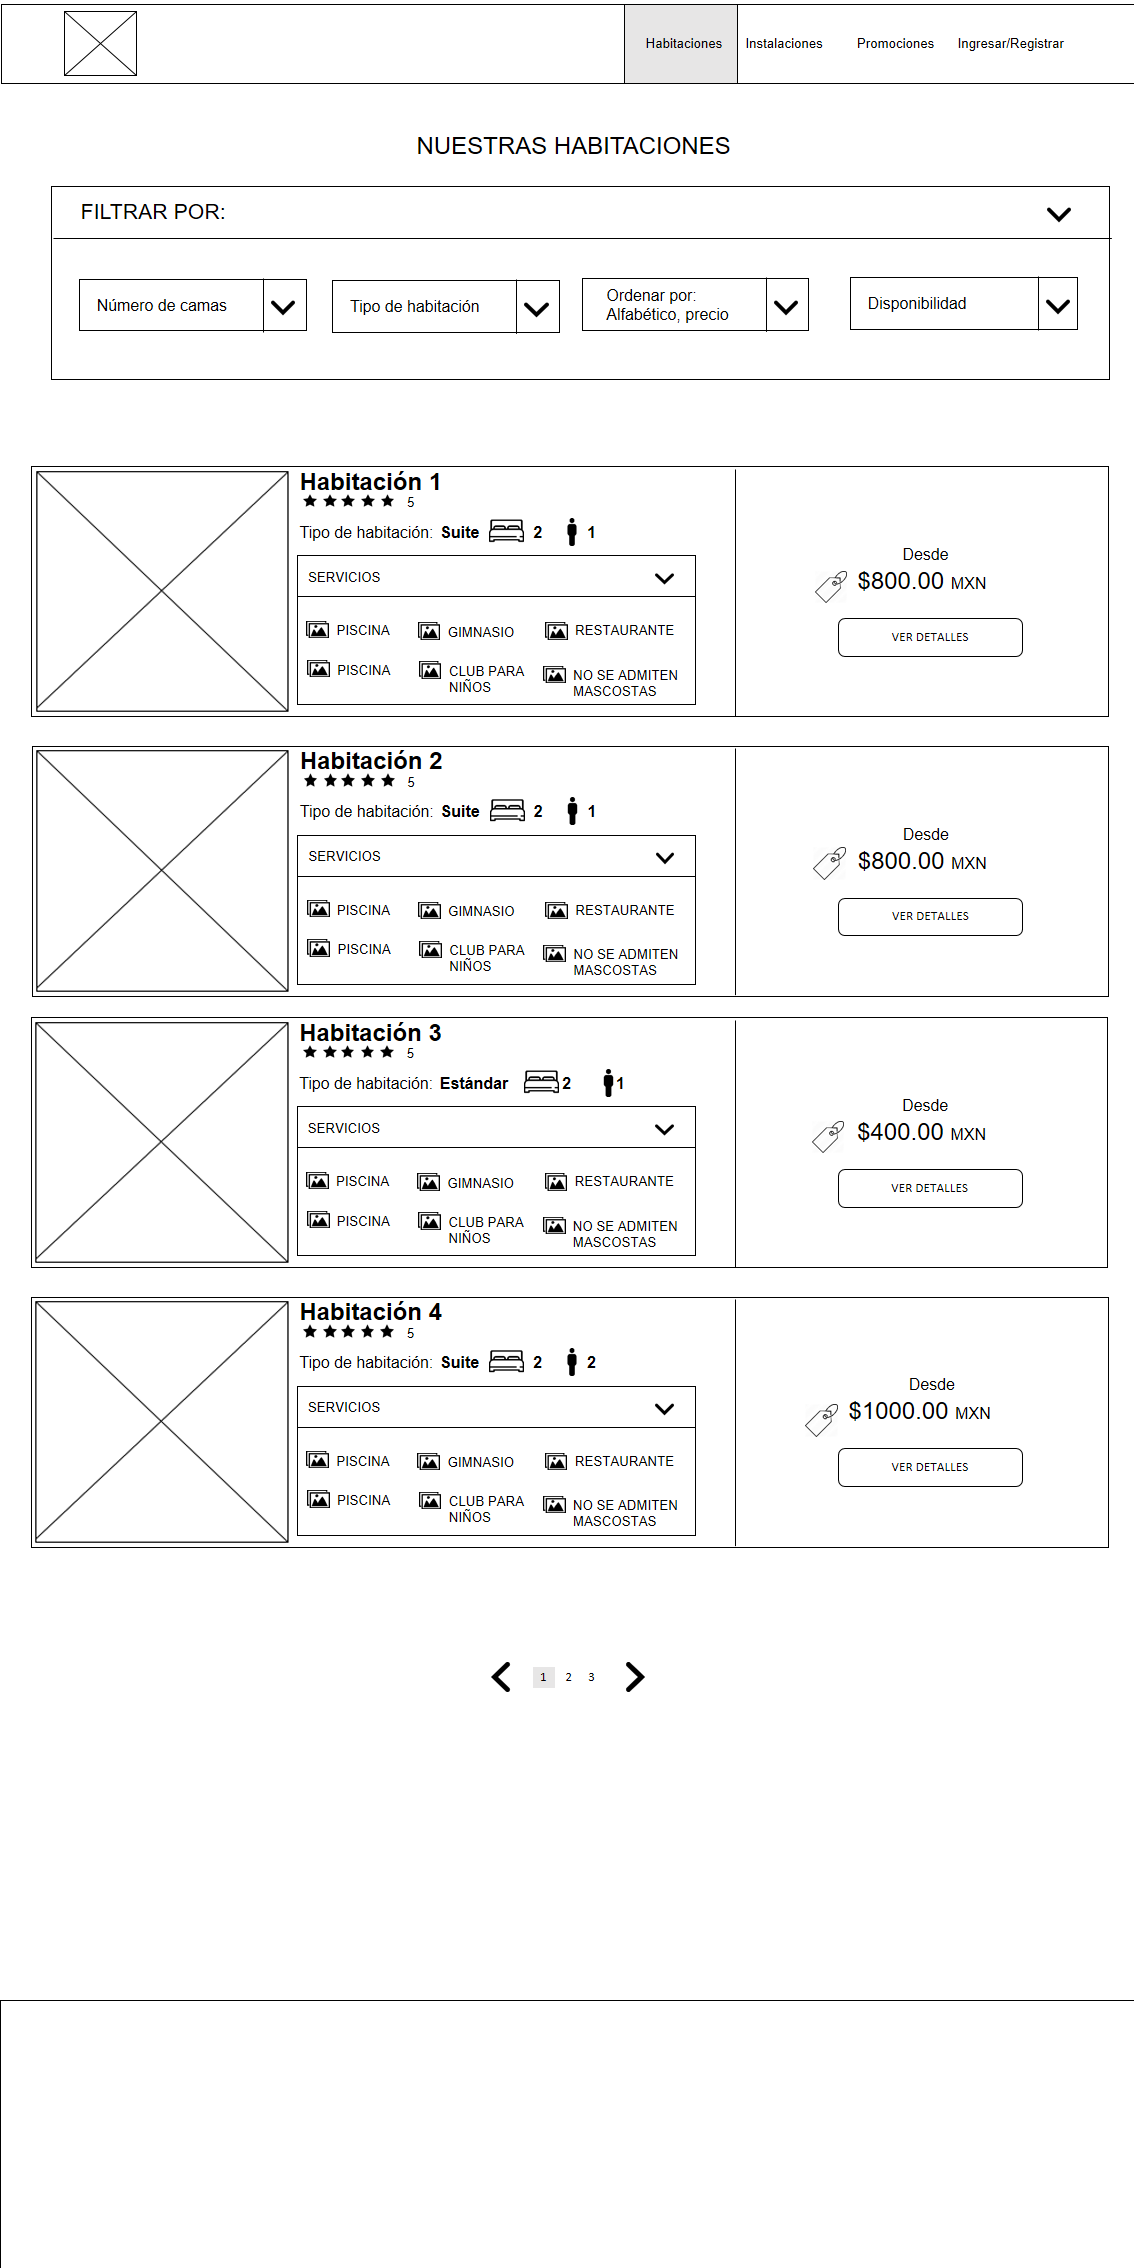 Habitaciones Instalaciones Promociones Ingresar/Registrar
NUESTRAS HABITACIONES
FILTRAR POR:
Número de camas
Tipo de habitación
Ordenar por:
Alfabético, precio
Disponibilidad
Habitación 1
5
Tipo de habitación: Suite 2 1
SERVICIOS
PISCINA GIMNASIO RESTAURANTE
PISCINA CLUB PARA
NIÑOS
NO SE ADMITEN
MASCOSTAS
Desde
$800.00 MXN
VER DETALLES
Habitación 2
5
Tipo de habitación: Suite 2 1
SERVICIOS
PISCINA GIMNASIO RESTAURANTE
PISCINA CLUB PARA
NIÑOS
NO SE ADMITEN
MASCOSTAS
Desde
$800.00 MXN
VER DETALLES
Habitación 3
5
Tipo de habitación: Estándar 2 1
SERVICIOS
PISCINA GIMNASIO RESTAURANTE
PISCINA CLUB PARA
NIÑOS
NO SE ADMITEN
MASCOSTAS
Desde
$400.00 MXN
VER DETALLES
Habitación 4
5
Tipo de habitación: Suite 2 2
SERVICIOS
PISCINA GIMNASIO RESTAURANTE
PISCINA CLUB PARA
NIÑOS
NO SE ADMITEN
MASCOSTAS
Desde
$1000.00 MXN
VER DETALLES
1 2 3